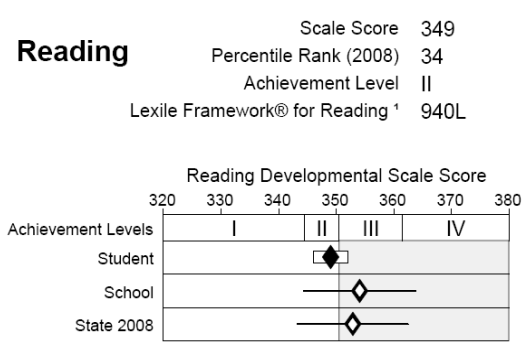 Reading
Scale Score 349
Percentile Rank (2008) 34
Achievement Level II
Lexile Framework® for Reading ¹ 940L
Reading Developmental Scale Score
320 330 340 350 360 370 380
Achievement Levels I II III IV
Student
School
State 2008